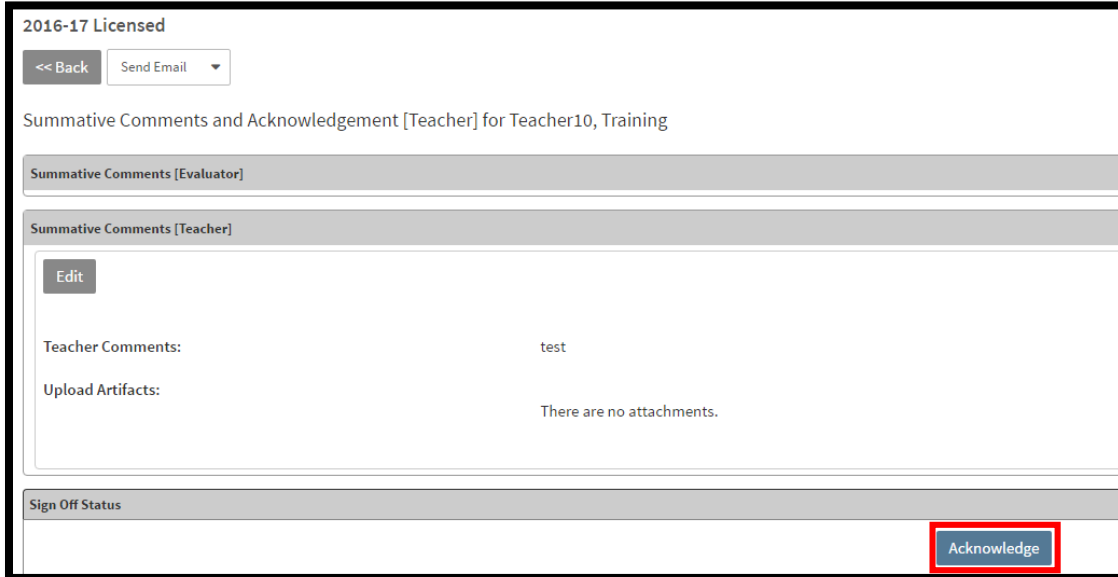 2016-17 Licensed
<< Back Send Email
Summative Comments and Acknowledgement [Teacher] for Teacher10, Training
Summative Comments [Evaluator]
Summative Comments [Teacher]
Edit
Teacher Comments: test
Upload Artifacts:
There are no attachments.
Sign Off Status
Acknowledge